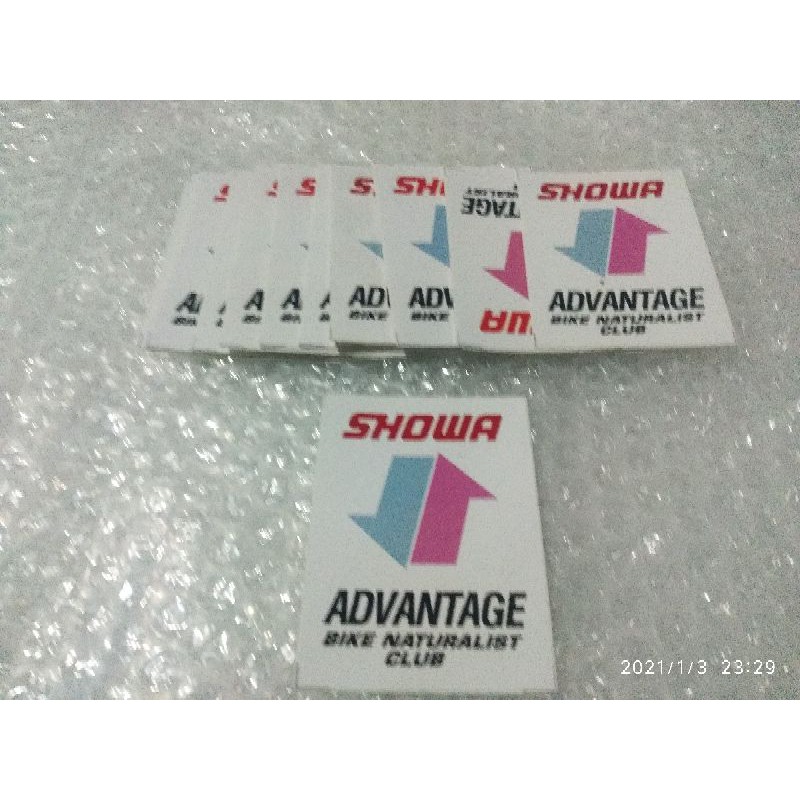 SHOWA
ADVANTAGE
BIKE NATURALIST
CLUB
SHOWA
ADVANTAGE
BIKE NATURALIST
CLUB
2021/1/3 23:29